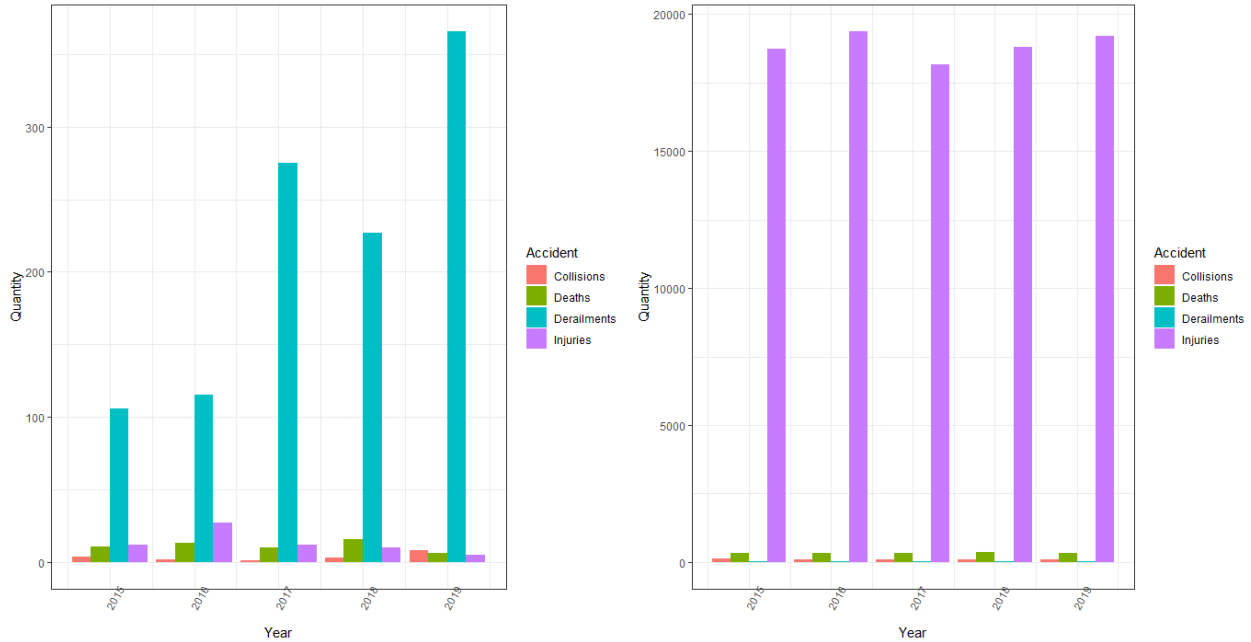 300
200
100
0
Quantity
2015
2016
2017
2018
2019
Year
Accident
Collisions
Deaths
Derailments
Injuries
20000
15000
10000
5000
0
Quantity
2015
2016
2017
2018
2019
Year
Accident
Collisions
Deaths
Derailments
Injuries